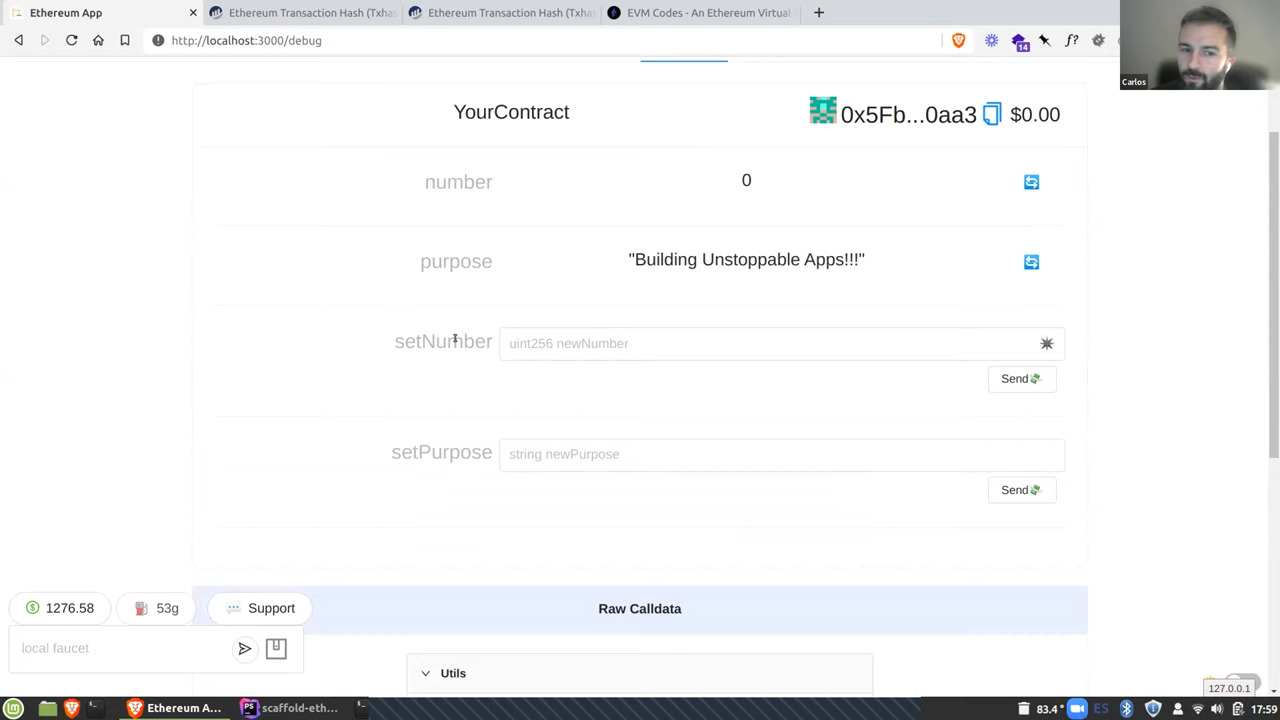 Ethereum App
Ethereum Transaction Hash (Txhas
Ethereum Transaction Hash (Txhas
EVM Codes - An Ethereum Virtual
http://localhost:3000/debug
14
f?
Carlos
YourContract
0x5Fb...0aa3
$0.00
number
0
purpose
"Building Unstoppable Apps!!!"
setNumber
uint256 newNumber
Send
setPurpose
string newPurpose
Send
Raw Calldata
1276.58
53g
Support
local faucet
Utils
127.0.0.1
Ethereum A...
PS
scaffold-eth...
83.4°
ES
17:59